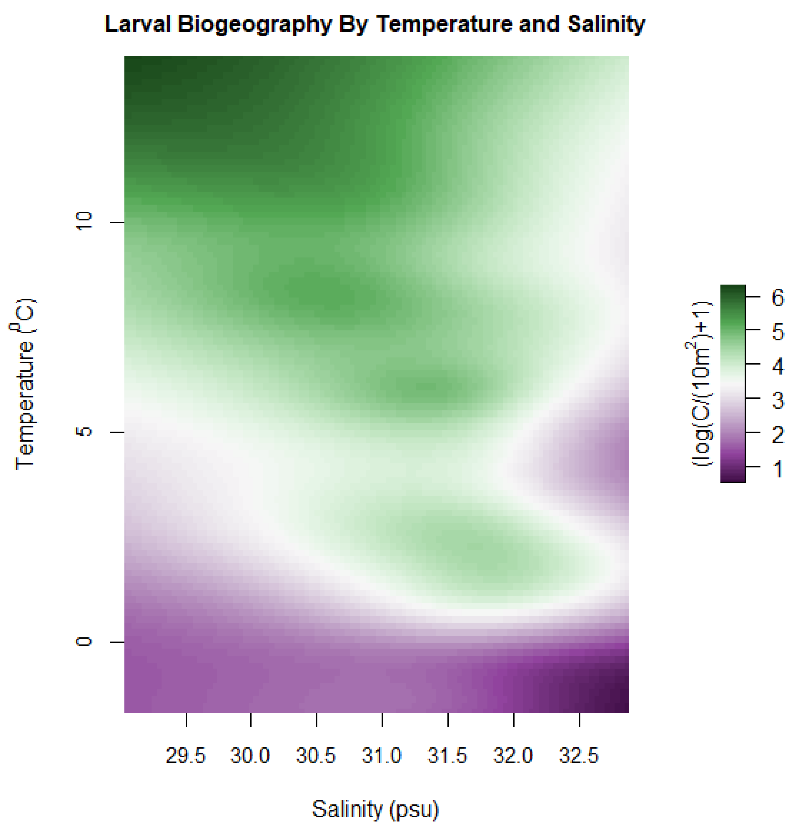 Larval Biogeography By Temperature and Salinity
10
5
0
Temperature (⁰C)
29.5 30.0 30.5 31.0 31.5 32.0 32.5
Salinity (psu)
(log(C/(10m²)+1)
6
5
4
3
2
1